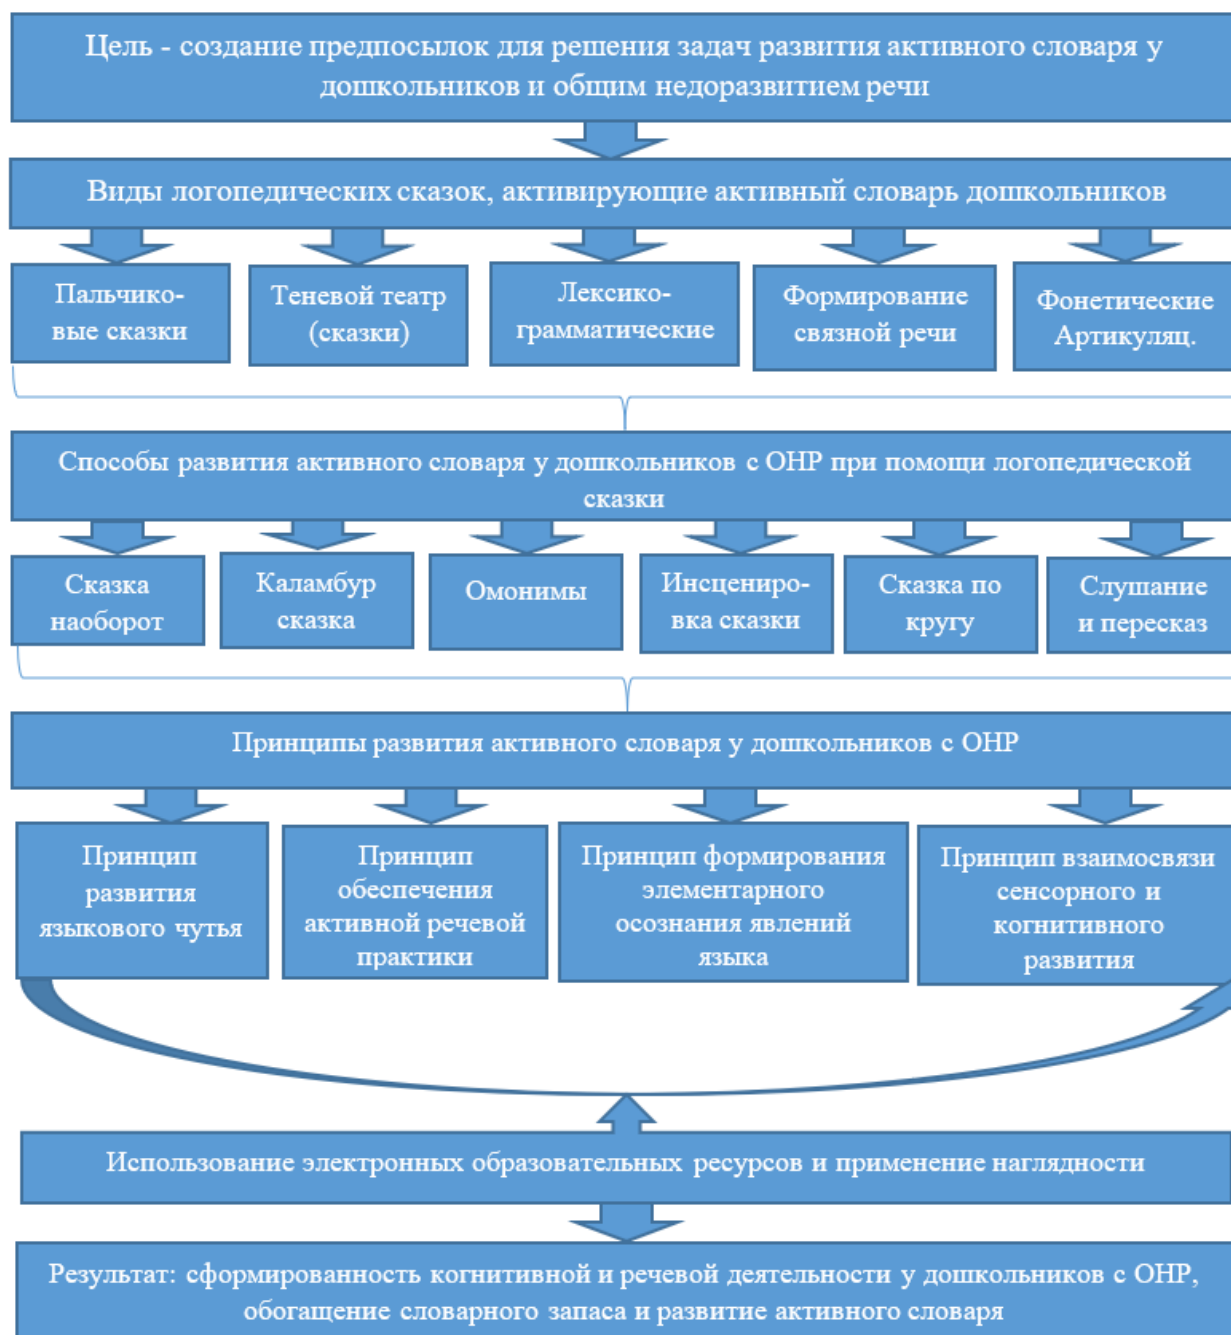 Цель - создание предпосылок для решения задач развития активного словаря у
дошкольников и общим недоразвитием речи
Виды логопедических сказок, активирующие активный словарь дошкольников
Пальчико-
вые сказки
Теневой театр
(сказки)
Лексико-
грамматические
Формирование
связной речи
Фонетические
Артикуляц.
Способы развития активного словаря у дошкольников с ОНР при помощи логопедической
сказки
Сказка
наоборот
Каламбур
сказка
Омонимы
Инсцениро-
вка сказки
Сказка по
кругу
Слушание
и пересказ
Принципы развития активного словаря у дошкольников с ОНР
Принцип
развития
языкового чутья
Принцип
обеспечения
активной речевой
практики
Принцип формирования
элементарного
осознания явлений
языка
Принцип взаимосвязи
сенсорного и
когнитивного
развития
Использование электронных образовательных ресурсов и применение наглядности
Результат: сформированность когнитивной и речевой деятельности у дошкольников с ОНР,
обогащение словарного запаса и развитие активного словаря